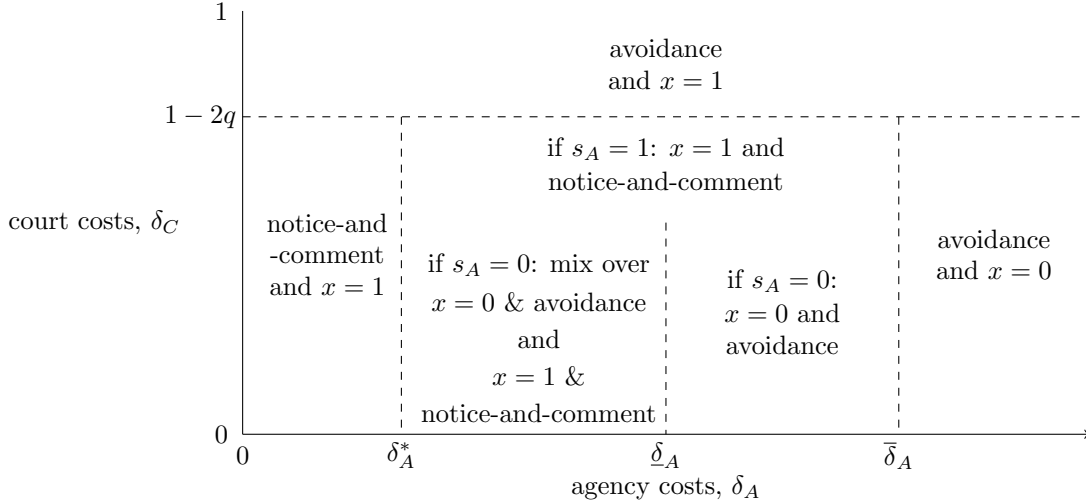 1
avoidance
and x = 1
1 − 2q
if s_A = 1: x = 1 and
notice-and-comment
court costs, δ_C
notice-and
-comment
and x = 1
if s_A = 0: mix over
x = 0 & avoidance
and
x = 1 &
notice-and-comment
if s_A = 0:
x = 0 and
avoidance
avoidance
and x = 0
0
0
δ*_A
δ̲_A
δ̅_A
agency costs, δ_A